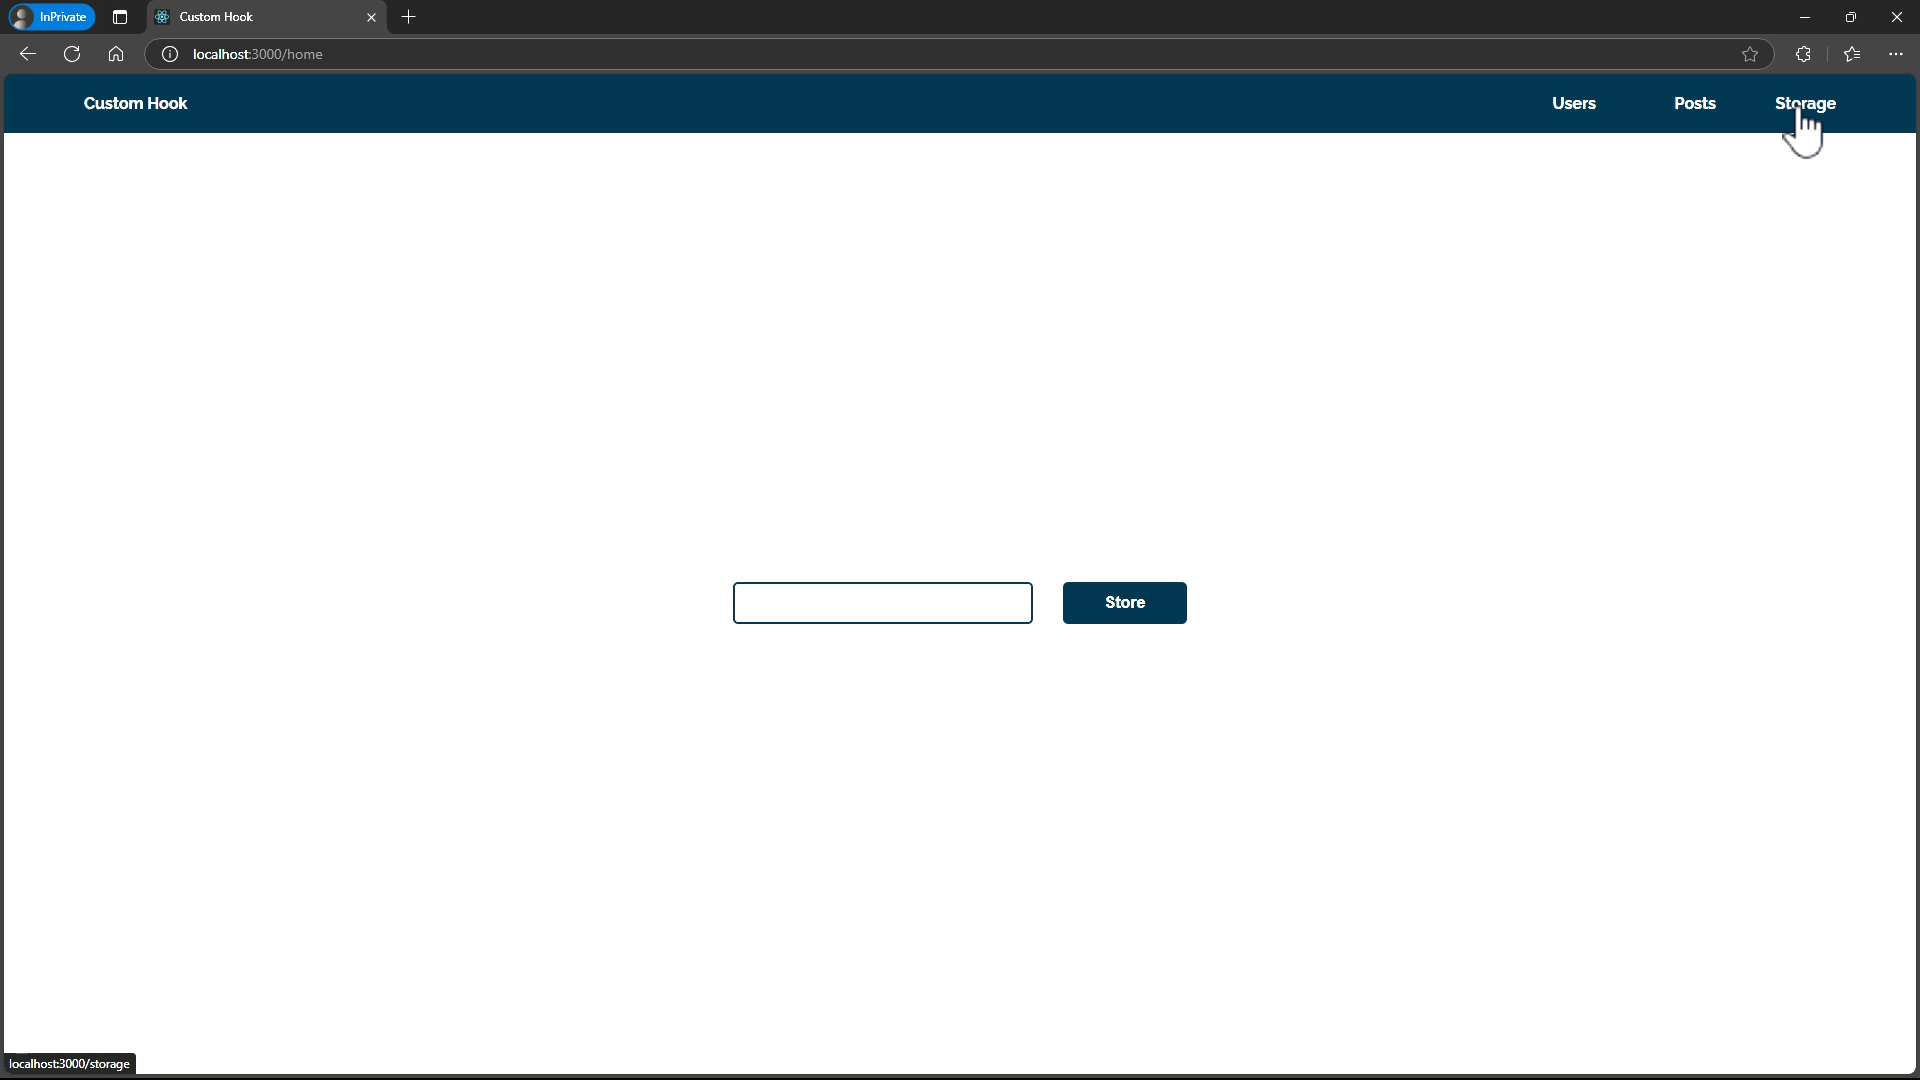 InPrivate
Custom Hook
localhost:3000/home
Custom Hook
Users
Posts
Storage
Store
localhost:3000/storage